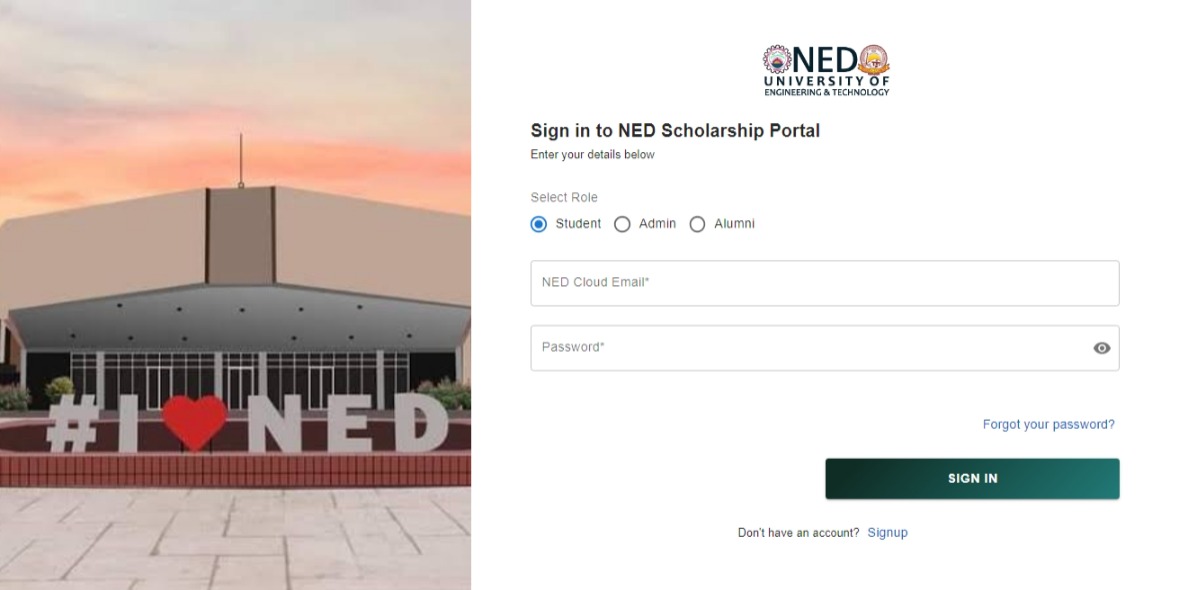 NED
UNIVERSITY OF
ENGINEERING & TECHNOLOGY
Sign in to NED Scholarship Portal
Enter your details below
Select Role
Student Admin Alumni
NED Cloud Email*
Password*
#I ❤ NED
Forgot your password?
SIGN IN
Don't have an account? Signup